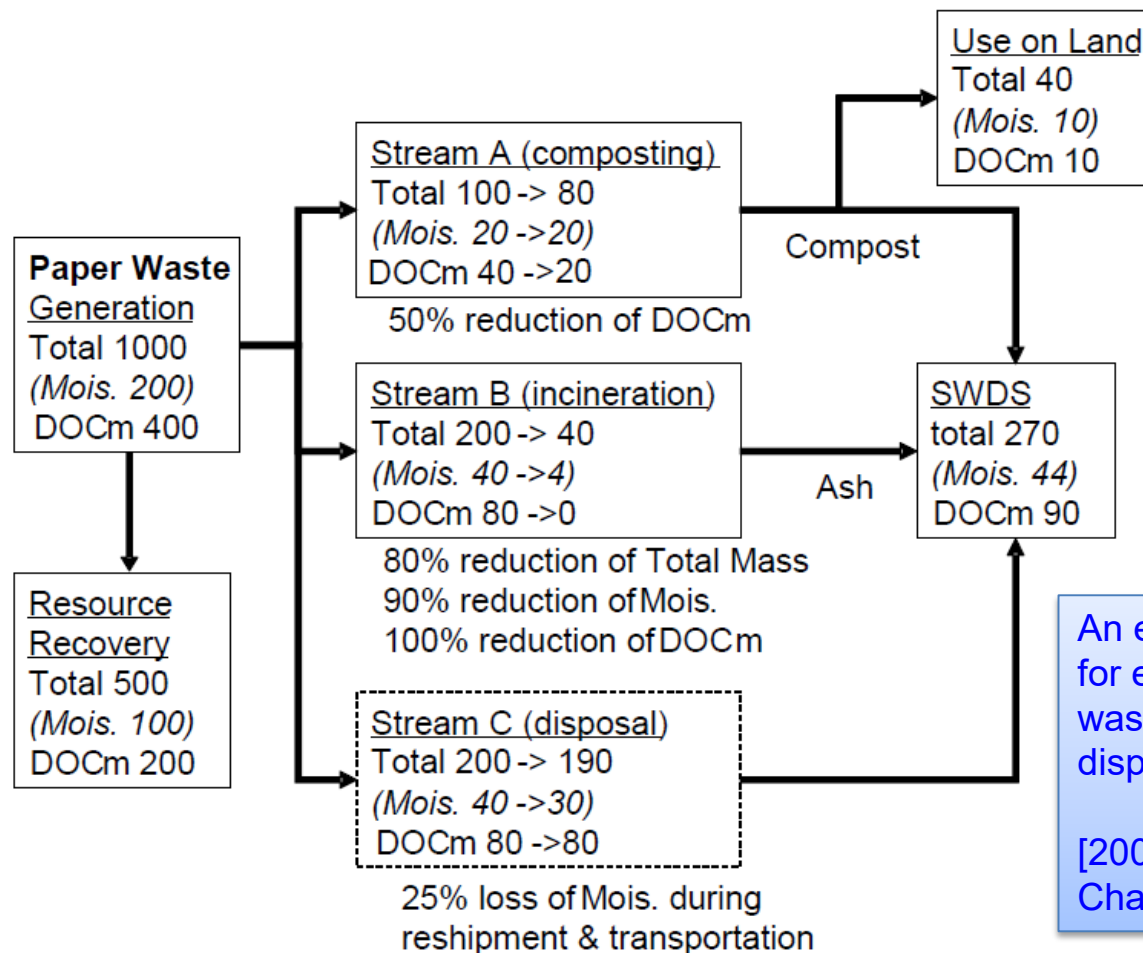 Paper Waste
Generation
Total 1000
(Mois. 200)
DOCm 400
Resource
Recovery
Total 500
(Mois. 100)
DOCm 200
Stream A (composting)
Total 100 -> 80
(Mois. 20 ->20)
DOCm 40 ->20
50% reduction of DOCm
Stream B (incineration)
Total 200 -> 40
(Mois. 40 ->4)
DOCm 80 ->0
80% reduction of Total Mass
90% reduction of Mois.
100% reduction of DOCm
Stream C (disposal)
Total 200 -> 190
(Mois. 40 ->30)
DOCm 80 ->80
25% loss of Mois. during
reshipment & transportation
Compost
Ash
Use on Land
Total 40
(Mois. 10)
DOCm 10
SWDS
total 270
(Mois. 44)
DOCm 90
An e
for e
was
disp
[200
Cha